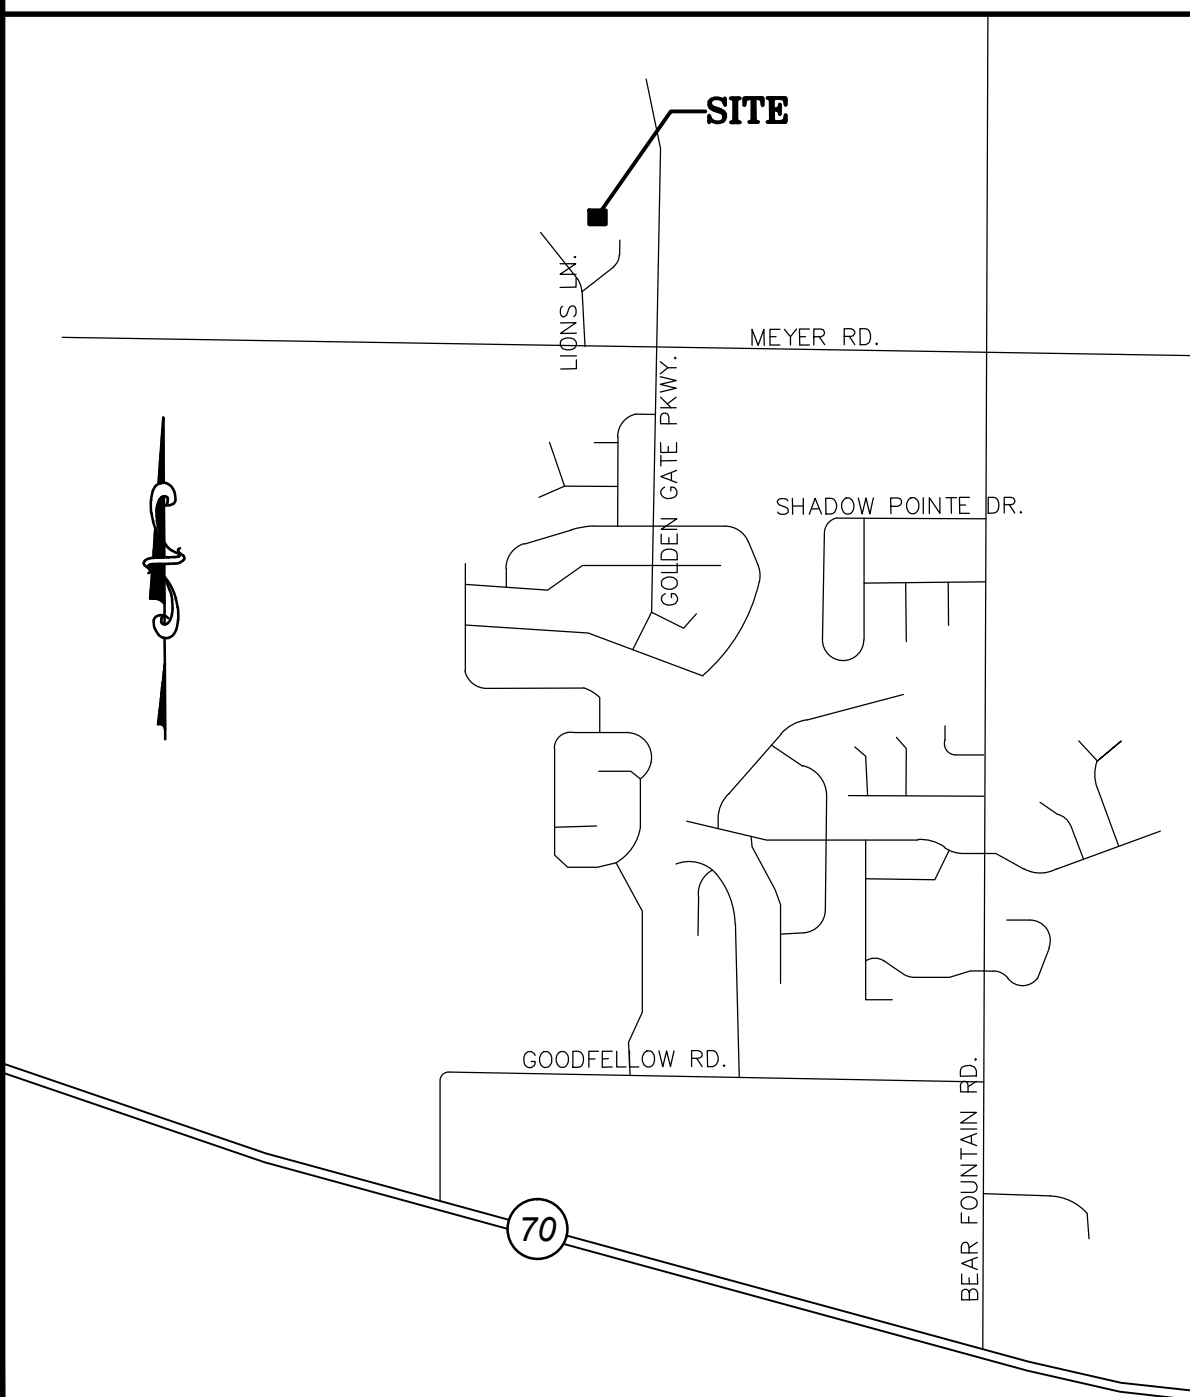 SITE
LIONS LN.
MEYER RD.
GOLDEN GATE PKWY.
SHADOW POINTE DR.
GOODFELLOW RD.
BEAR FOUNTAIN RD.
70